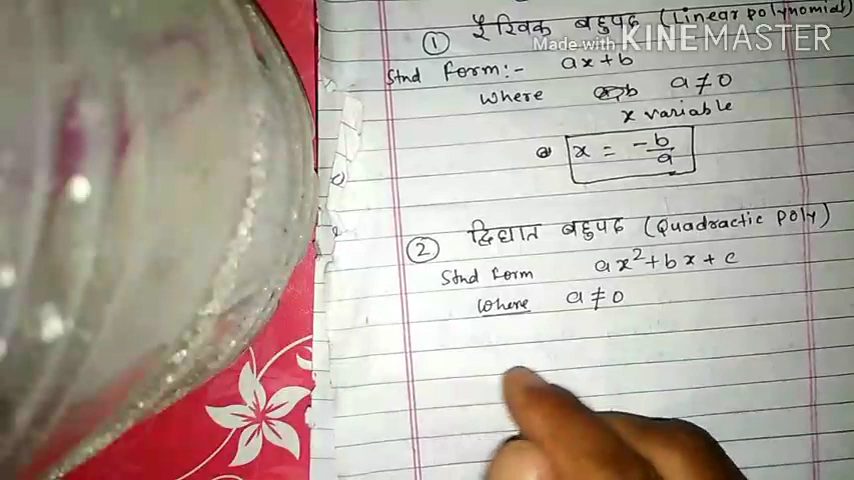 ① रैखिक बहुपद (Linear polynomial)
Made with KINEMASTER
Stnd form:- ax+b
where a≠0
x variable
x = -b/a
② द्विघात बहुपद (Quadractic poly)
Stnd form ax²+bx+c
where a≠0